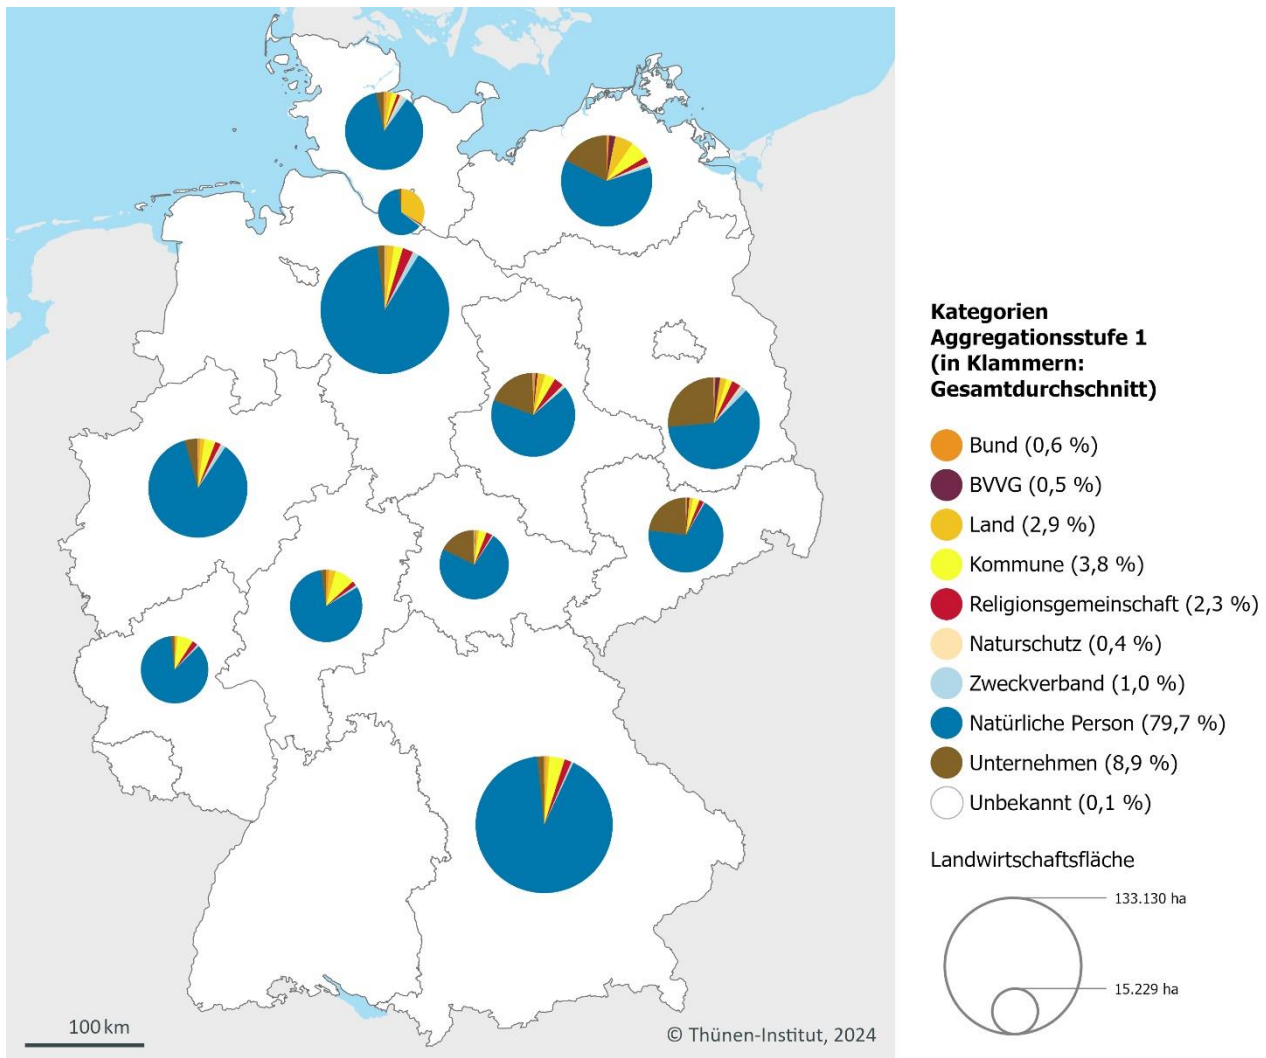 Kategorien
Aggregationsstufe 1
(in Klammern:
Gesamtdurchschnitt)
Bund (0,6 %)
BVVG (0,5 %)
Land (2,9 %)
Kommune (3,8 %)
Religionsgemeinschaft (2,3 %)
Naturschutz (0,4 %)
Zweckverband (1,0 %)
Natürliche Person (79,7 %)
Unternehmen (8,9 %)
Unbekannt (0,1 %)
Landwirtschaftsfläche
133.130 ha
15.229 ha
100 km
© Thünen-Institut, 2024